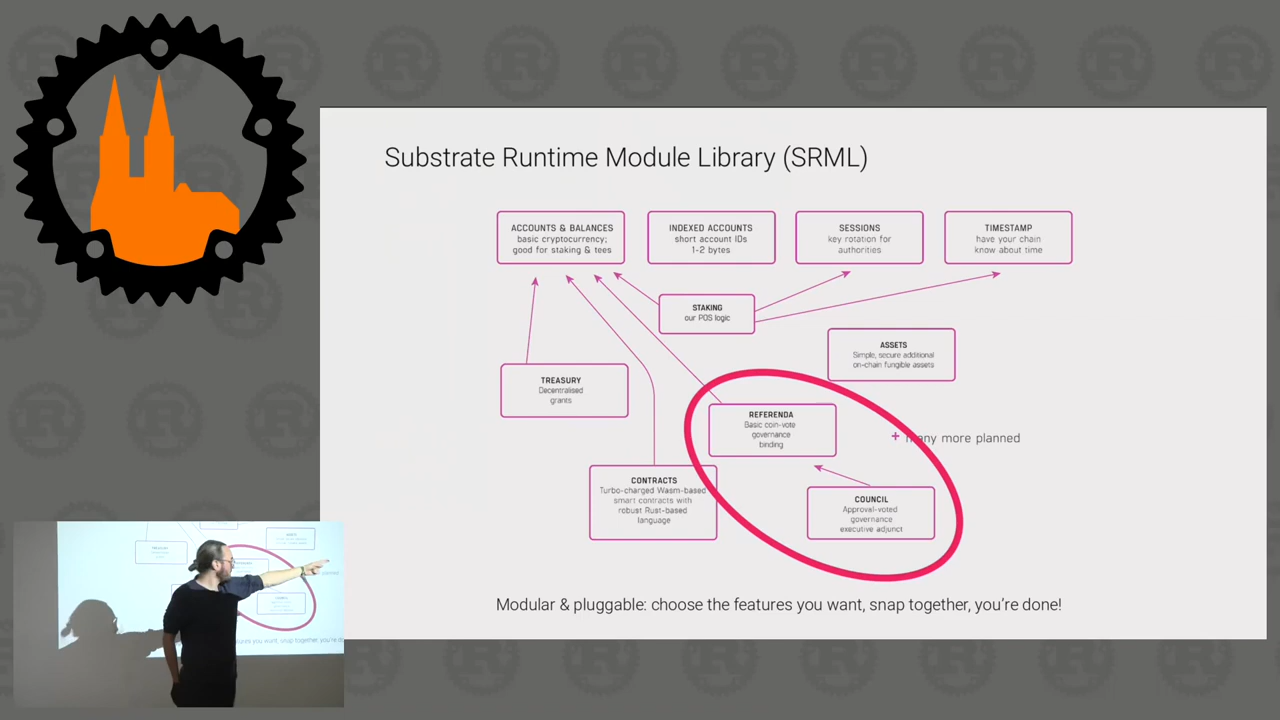 Substrate Runtime Module Library (SRML)
ACCOUNTS & BALANCES
basic cryptocurrency;
good for staking & tees
INDEXED ACCOUNTS
short account IDs
1-2 bytes
SESSIONS
key rotation for
authorities
TIMESTAMP
have your chain
know about time
STAKING
our POS logic
ASSETS
Simple, secure additional
on-chain fungible assets
TREASURY
Decentralised
grants
REFERENDA
Basic coin-vote
governance
binding
+ many more planned
CONTRACTS
Turbo-charged Wasm-based
smart contracts with
robust Rust-based
language
COUNCIL
Approval-voted
governance
executive adjunct
Modular & pluggable: choose the features you want, snap together, you're done!